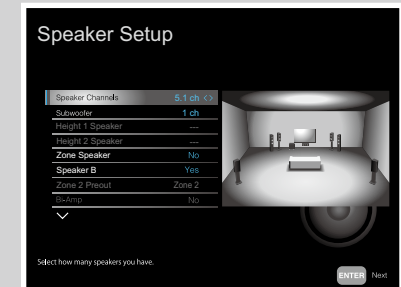 Speaker Setup
Speaker Channels 5.1 ch <>
Subwoofer 1 ch
Height 1 Speaker ---
Height 2 Speaker ---
Zone Speaker No
Speaker B Yes
Zone 2 Preout Zone 2
Bi-Amp No
Select how many speakers you have.
ENTER Next